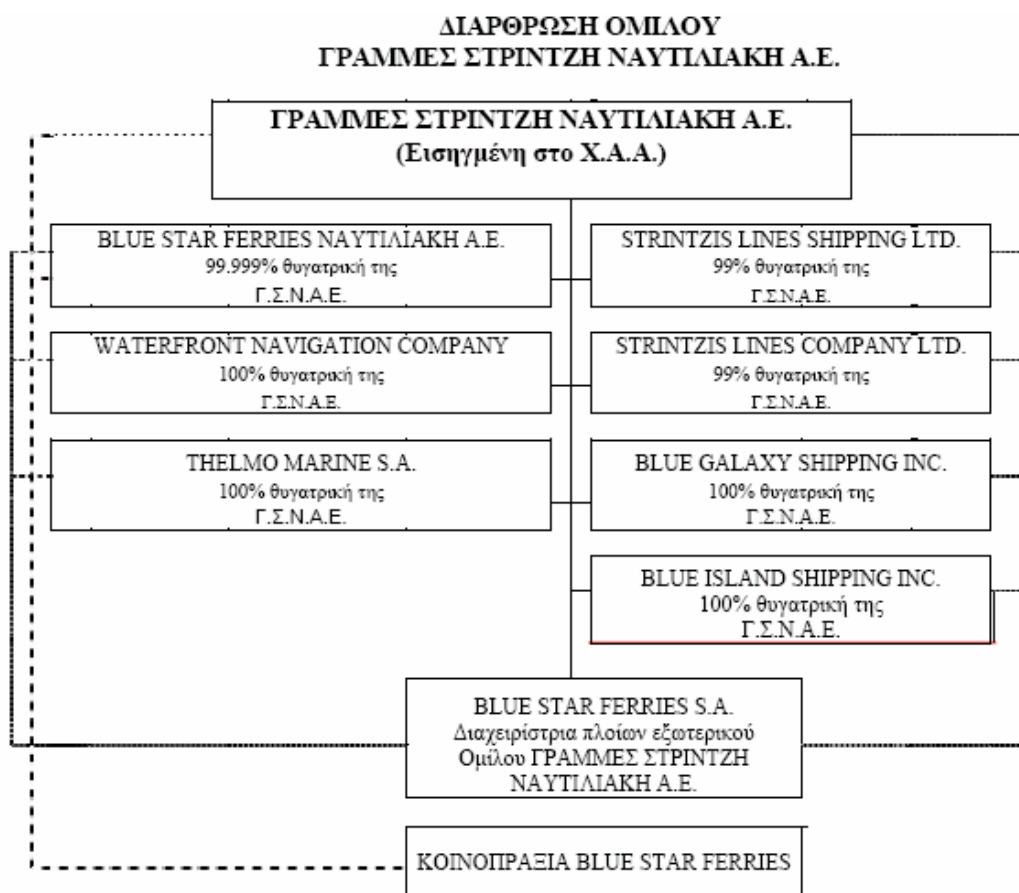 ΔΙΑΡΘΡΩΣΗ ΟΜΙΛΟΥ
ΓΡΑΜΜΕΣ ΣΤΡΙΝΤΖΗ ΝΑΥΤΙΛΙΑΚΗ Α.Ε.
ΓΡΑΜΜΕΣ ΣΤΡΙΝΤΖΗ ΝΑΥΤΙΛΙΑΚΗ Α.Ε.
(Εισηγμένη στο Χ.Α.Α.)
BLUE STAR FERRIES ΝΑΥΤΙΛΙΑΚΗ Α.Ε.
99.999% θυγατρική της
Γ.Σ.Ν.Α.Ε.
STRINTZIS LINES SHIPPING LTD.
99% θυγατρική της
Γ.Σ.Ν.Α.Ε.
WATERFRONT NAVIGATION COMPANY
100% θυγατρική της
Γ.Σ.Ν.Α.Ε.
STRINTZIS LINES COMPANY LTD.
99% θυγατρική της
Γ.Σ.Ν.Α.Ε.
THELMO MARINE S.A.
100% θυγατρική της
Γ.Σ.Ν.Α.Ε.
BLUE GALAXY SHIPPING INC.
100% θυγατρική της
Γ.Σ.Ν.Α.Ε.
BLUE ISLAND SHIPPING INC.
100% θυγατρική της
Γ.Σ.Ν.Α.Ε.
BLUE STAR FERRIES S.A.
Διαχειρίστρια πλοίων εξωτερικού
Ομίλου ΓΡΑΜΜΕΣ ΣΤΡΙΝΤΖΗ
ΝΑΥΤΙΛΙΑΚΗ Α.Ε.
ΚΟΙΝΟΠΡΑΞΙΑ BLUE STAR FERRIES